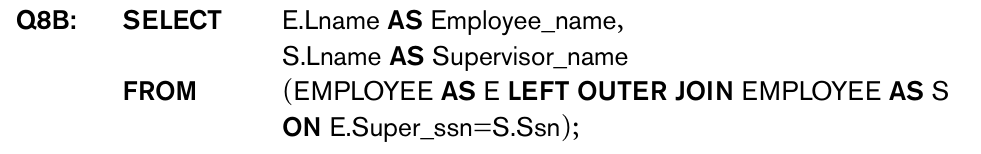 Q8B: SELECT E.Lname AS Employee_name,
S.Lname AS Supervisor_name
FROM (EMPLOYEE AS E LEFT OUTER JOIN EMPLOYEE AS S
ON E.Super_ssn=S.Ssn);